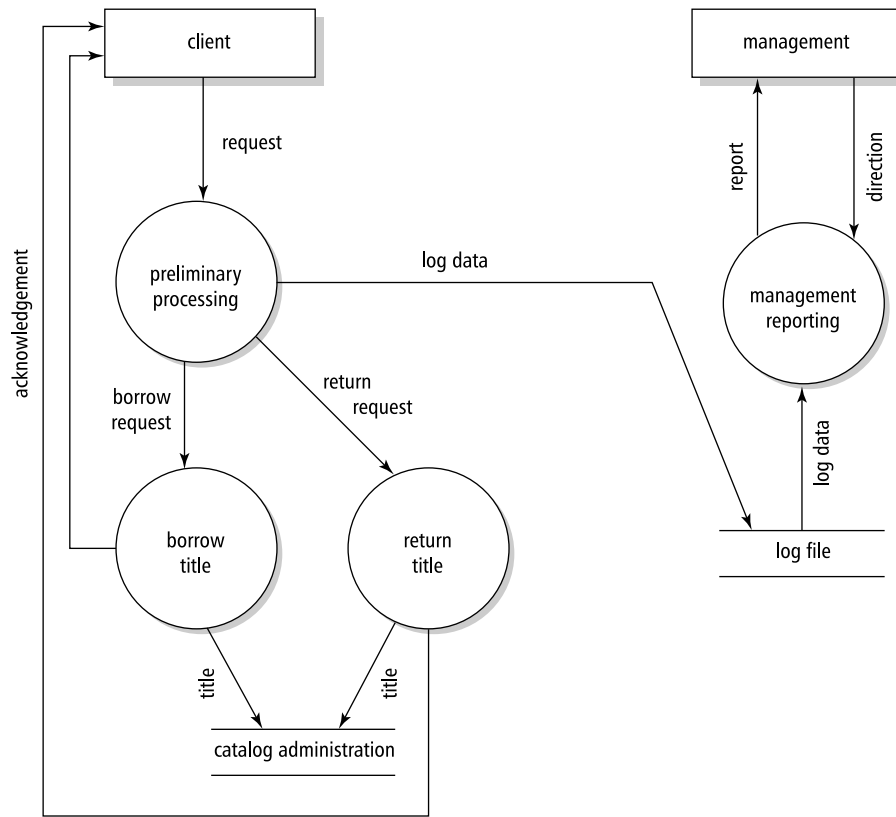 client
management
request
report
direction
acknowledgement
preliminary
processing
log data
management
reporting
borrow
request
return
request
log data
borrow
title
return
title
log file
title
title
catalog administration